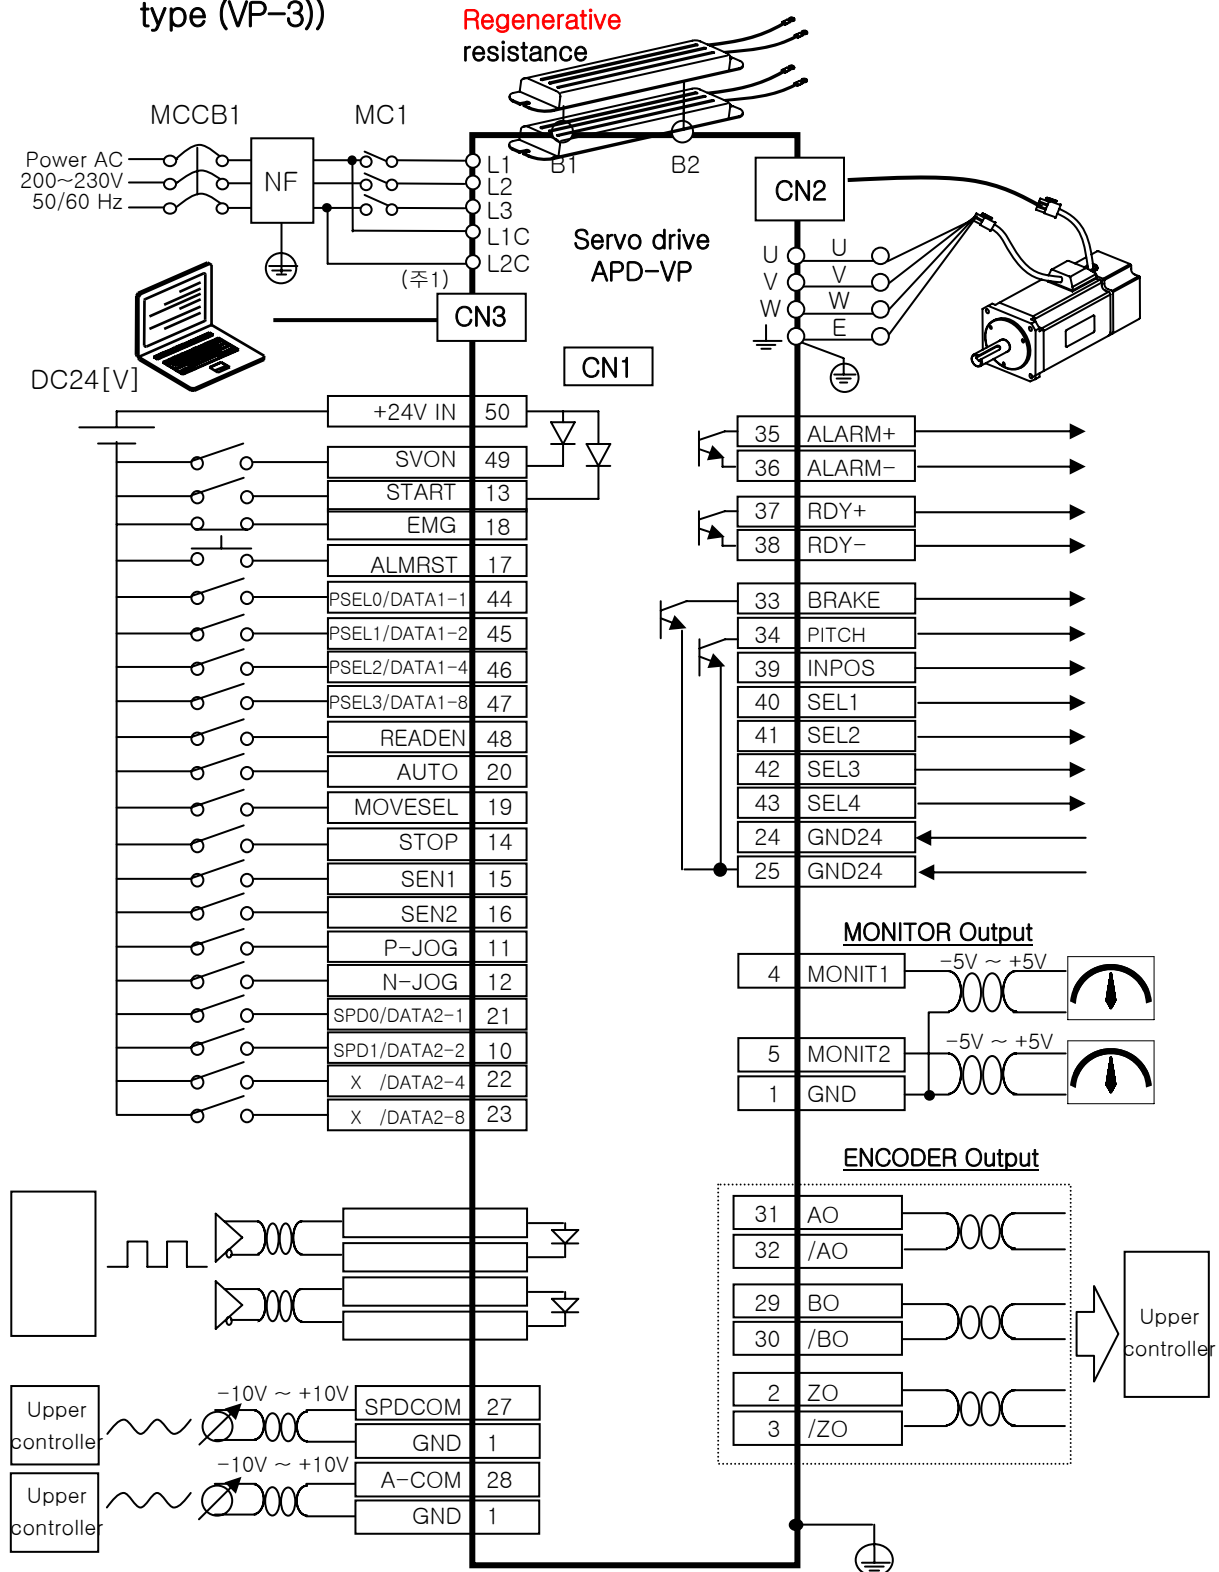 type (VP-3))
Regenerative
resistance
MCCB1
MC1
Power AC
200~230V
50/60 Hz
NF
L1
L2
L3
L1C
L2C
(주1)
B1
B2
CN2
Servo drive
APD-VP
U
V
W
U
V
W
E
CN3
CN1
DC24[V]
+24V IN 50
SVON 49
START 13
EMG 18
ALMRST 17
PSEL0/DATA1-1 44
PSEL1/DATA1-2 45
PSEL2/DATA1-4 46
PSEL3/DATA1-8 47
READEN 48
AUTO 20
MOVESEL 19
STOP 14
SEN1 15
SEN2 16
P-JOG 11
N-JOG 12
SPD0/DATA2-1 21
SPD1/DATA2-2 10
X /DATA2-4 22
X /DATA2-8 23
35 ALARM+
36 ALARM-
37 RDY+
38 RDY-
33 BRAKE
34 PITCH
39 INPOS
40 SEL1
41 SEL2
42 SEL3
43 SEL4
24 GND24
25 GND24
MONITOR Output
4 MONIT1
-5V ~ +5V
5 MONIT2
-5V ~ +5V
1 GND
ENCODER Output
31 AO
32 /AO
29 BO
30 /BO
2 ZO
3 /ZO
Upper
controller
Upper
controller
-10V ~ +10V
SPDCOM 27
GND 1
Upper
controller
-10V ~ +10V
A-COM 28
GND 1